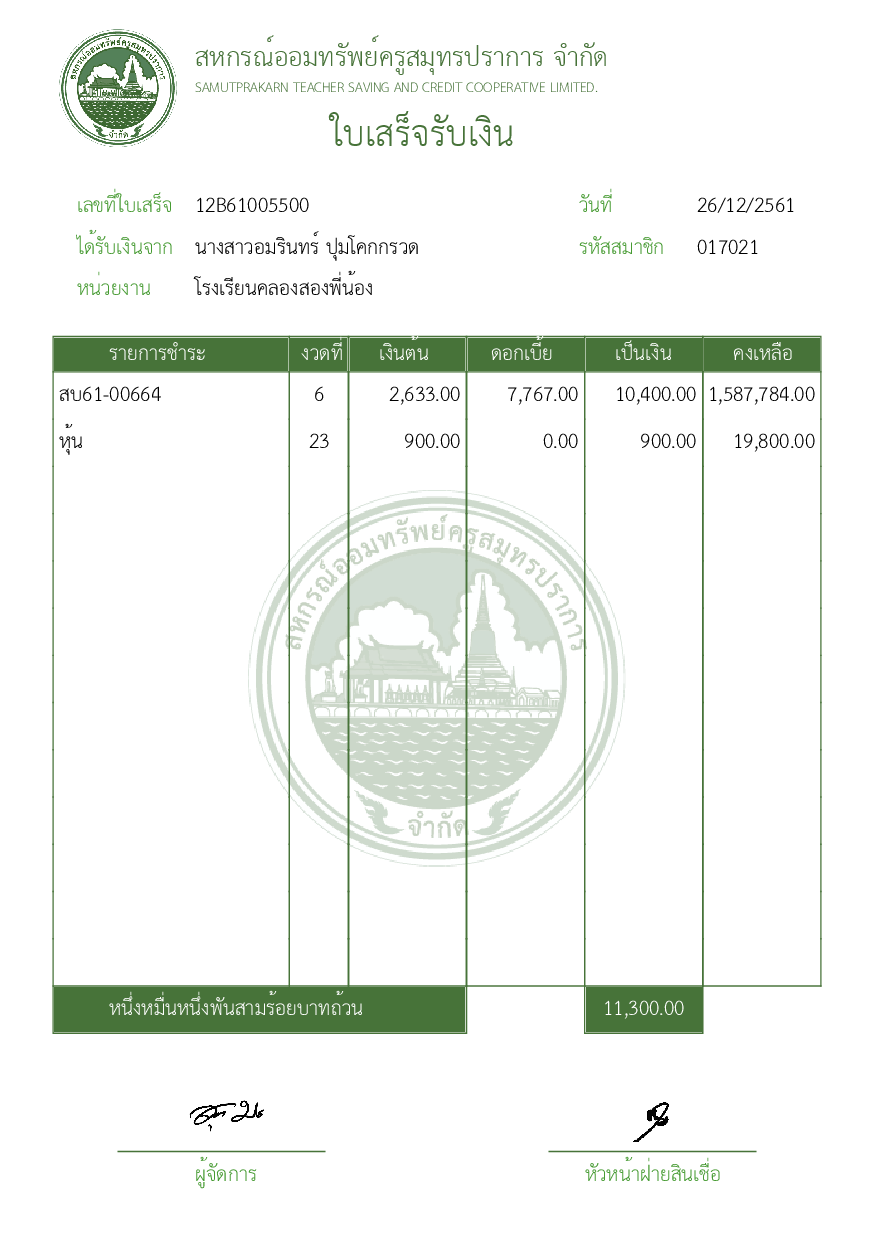 สหกรณ์ออมทรัพย์ครูสมุทรปราการ จำกัด
SAMUTPRAKARN TEACHER SAVING AND CREDIT COOPERATIVE LIMITED.
ใบเสร็จรับเงิน
เลขที่ใบเสร็จ 12B61005500 วันที่ 26/12/2561
ได้รับเงินจาก นางสาวอมรินทร์ ปุมโคกกรวด รหัสสมาชิก 017021
หน่วยงาน โรงเรียนคลองสองพี่น้อง
รายการชำระ งวดที่ เงินต้น ดอกเบี้ย เป็นเงิน คงเหลือ
สบ61-00664 6 2,633.00 7,767.00 10,400.00 1,587,784.00
หุ้น 23 900.00 0.00 900.00 19,800.00
สหกรณ์ออมทรัพย์ครูสมุทรปราการ
จำกัด
หนึ่งหมื่นหนึ่งพันสามร้อยบาทถ้วน 11,300.00
ผู้จัดการ หัวหน้าฝ่ายสินเชื่อ